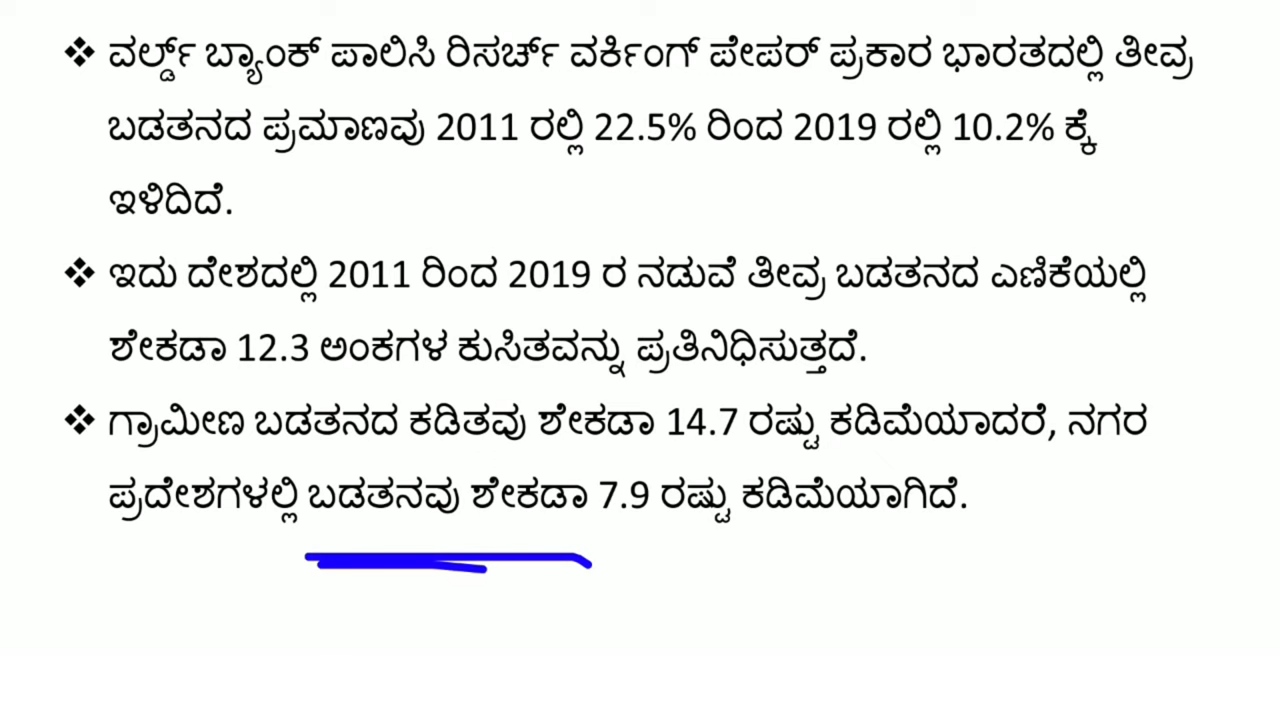 ❖ ವರ್ಲ್ಡ್ ಬ್ಯಾಂಕ್ ಪಾಲಿಸಿ ರಿಸರ್ಚ್ ವರ್ಕಿಂಗ್ ಪೇಪರ್ ಪ್ರಕಾರ ಭಾರತದಲ್ಲಿ ತೀವ್ರ
ಬಡತನದ ಪ್ರಮಾಣವು 2011 ರಲ್ಲಿ 22.5% ರಿಂದ 2019 ರಲ್ಲಿ 10.2% ಕ್ಕೆ
ಇಳಿದಿದೆ.
❖ ಇದು ದೇಶದಲ್ಲಿ 2011 ರಿಂದ 2019 ರ ನಡುವೆ ತೀವ್ರ ಬಡತನದ ಎಣಿಕೆಯಲ್ಲಿ
ಶೇಕಡಾ 12.3 ಅಂಕಗಳ ಕುಸಿತವನ್ನು ಪ್ರತಿನಿಧಿಸುತ್ತದೆ.
❖ ಗ್ರಾಮೀಣ ಬಡತನದ ಕಡಿತವು ಶೇಕಡಾ 14.7 ರಷ್ಟು ಕಡಿಮೆಯಾದರೆ, ನಗರ
ಪ್ರದೇಶಗಳಲ್ಲಿ ಬಡತನವು ಶೇಕಡಾ 7.9 ರಷ್ಟು ಕಡಿಮೆಯಾಗಿದೆ.